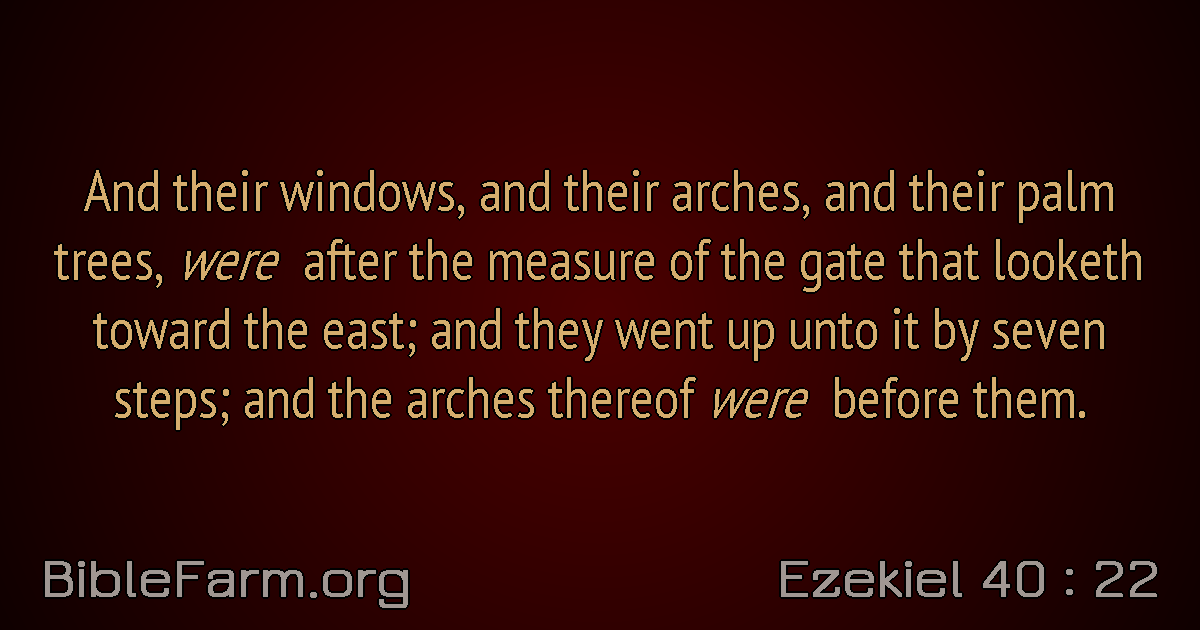 And their windows, and their arches, and their palm
trees, were after the measure of the gate that looketh
toward the east; and they went up unto it by seven
steps; and the arches thereof were before them.
BibleFarm.org
Ezekiel 40 : 22